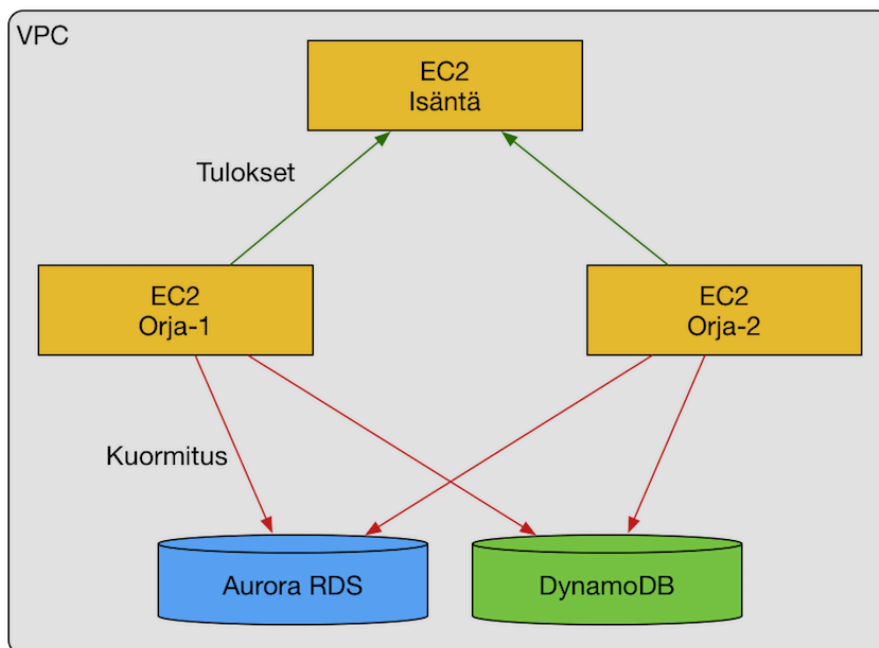 VPC
EC2
Isäntä
Tulokset
EC2
Orja-1
EC2
Orja-2
Kuormitus
Aurora RDS
DynamoDB